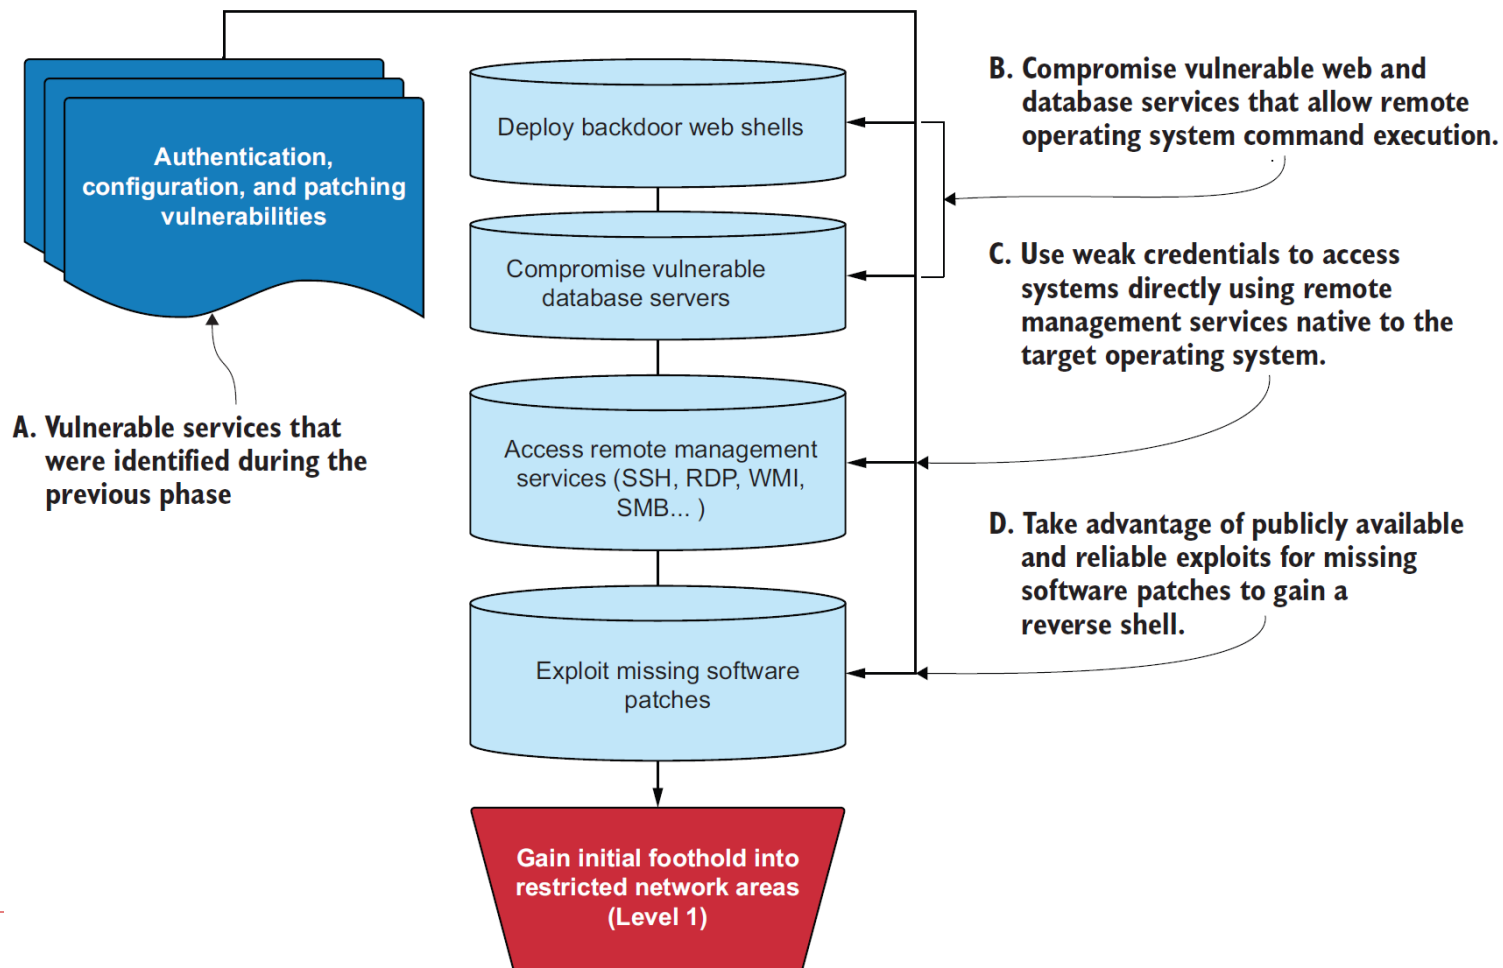 Authentication,
configuration, and patching
vulnerabilities
A. Vulnerable services that
were identified during the
previous phase
Deploy backdoor web shells
Compromise vulnerable
database servers
Access remote management
services (SSH, RDP, WMI,
SMB... )
Exploit missing software
patches
Gain initial foothold into
restricted network areas
(Level 1)
B. Compromise vulnerable web and
database services that allow remote
operating system command execution.
C. Use weak credentials to access
systems directly using remote
management services native to the
target operating system.
D. Take advantage of publicly available
and reliable exploits for missing
software patches to gain a
reverse shell.